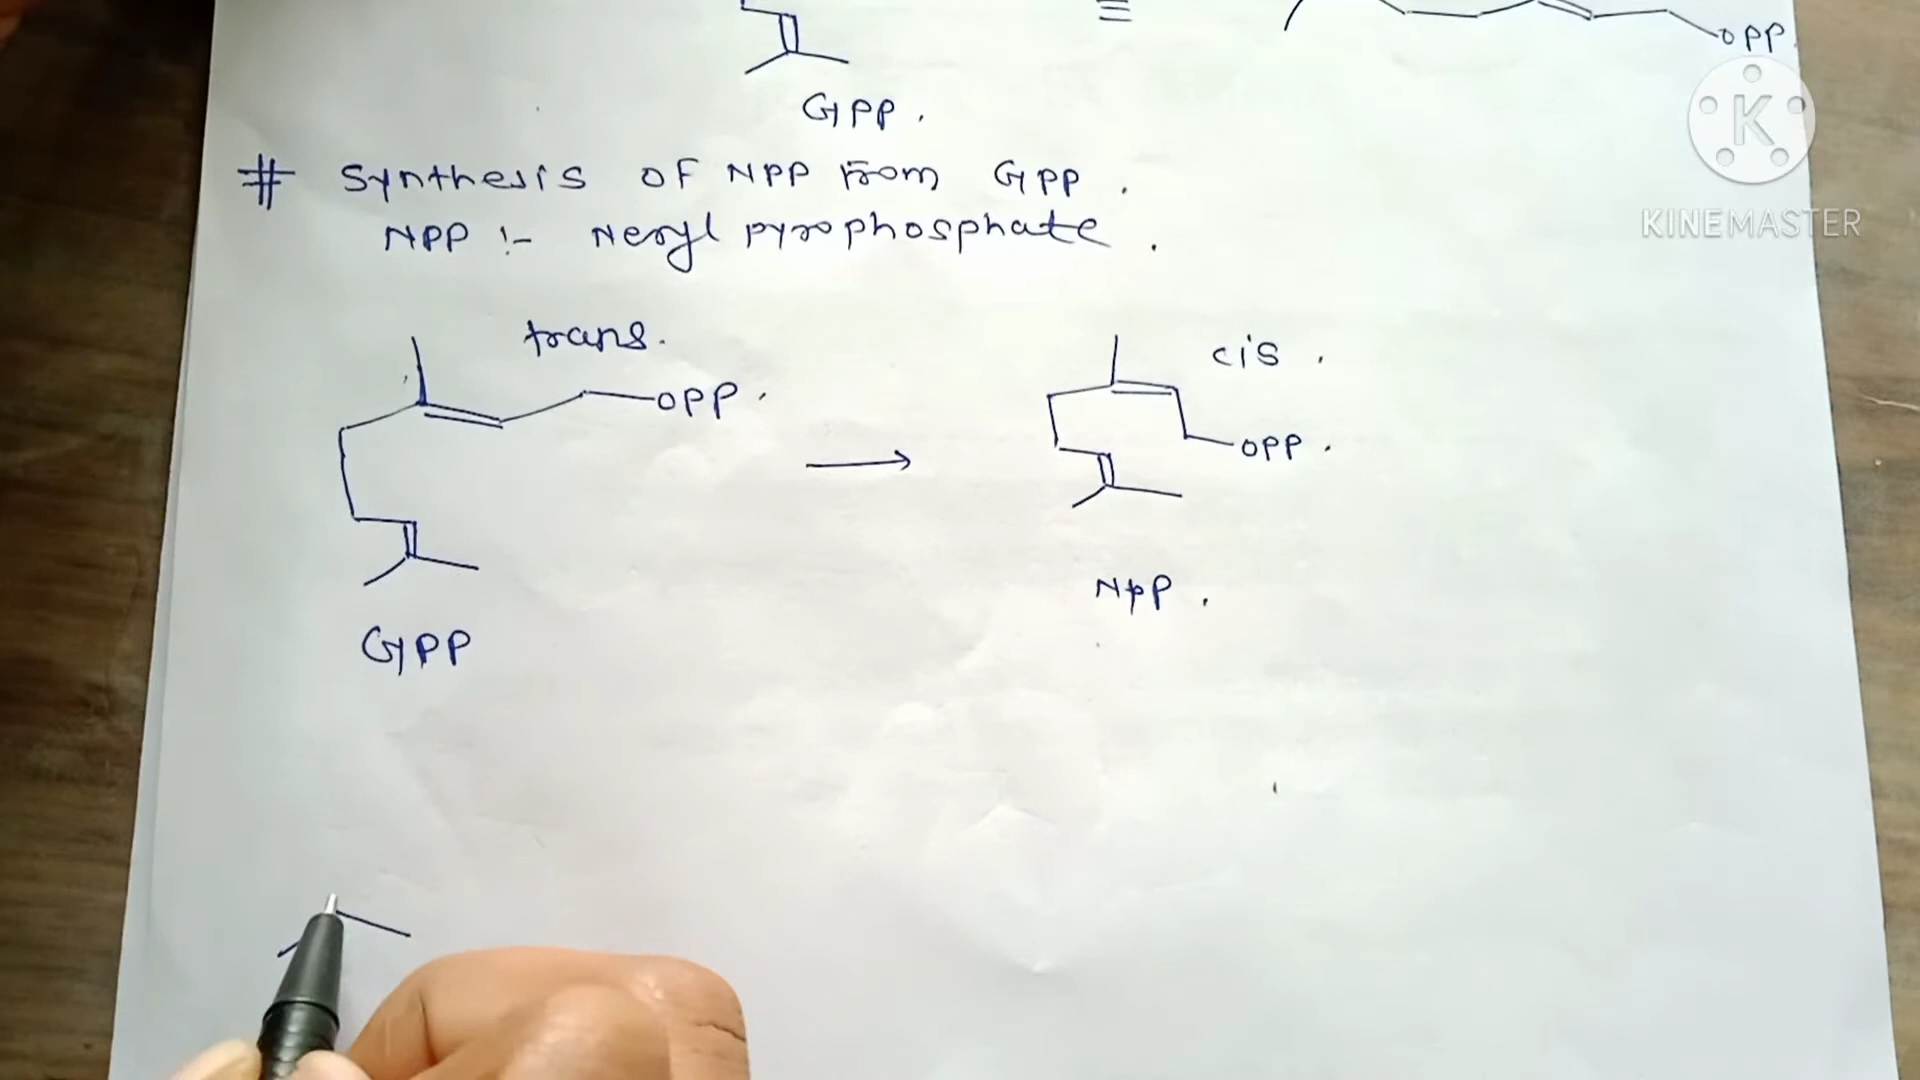 ≡
OPP.
GPP.
K
KINEMASTER
# Synthesis OF NPP From GPP.
NPP :- Neryl pyrophosphate.
trans.
cis.
OPP.
OPP.
NPP.
GPP